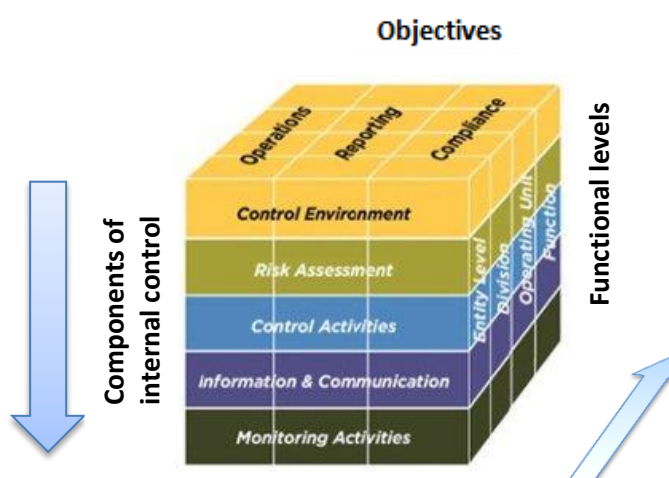 Objectives
Operations
Reporting
Compliance
Components of
internal control
Control Environment
Risk Assessment
Control Activities
Information & Communication
Monitoring Activities
Entity Level
Division
Operating Unit
Function
Functional levels